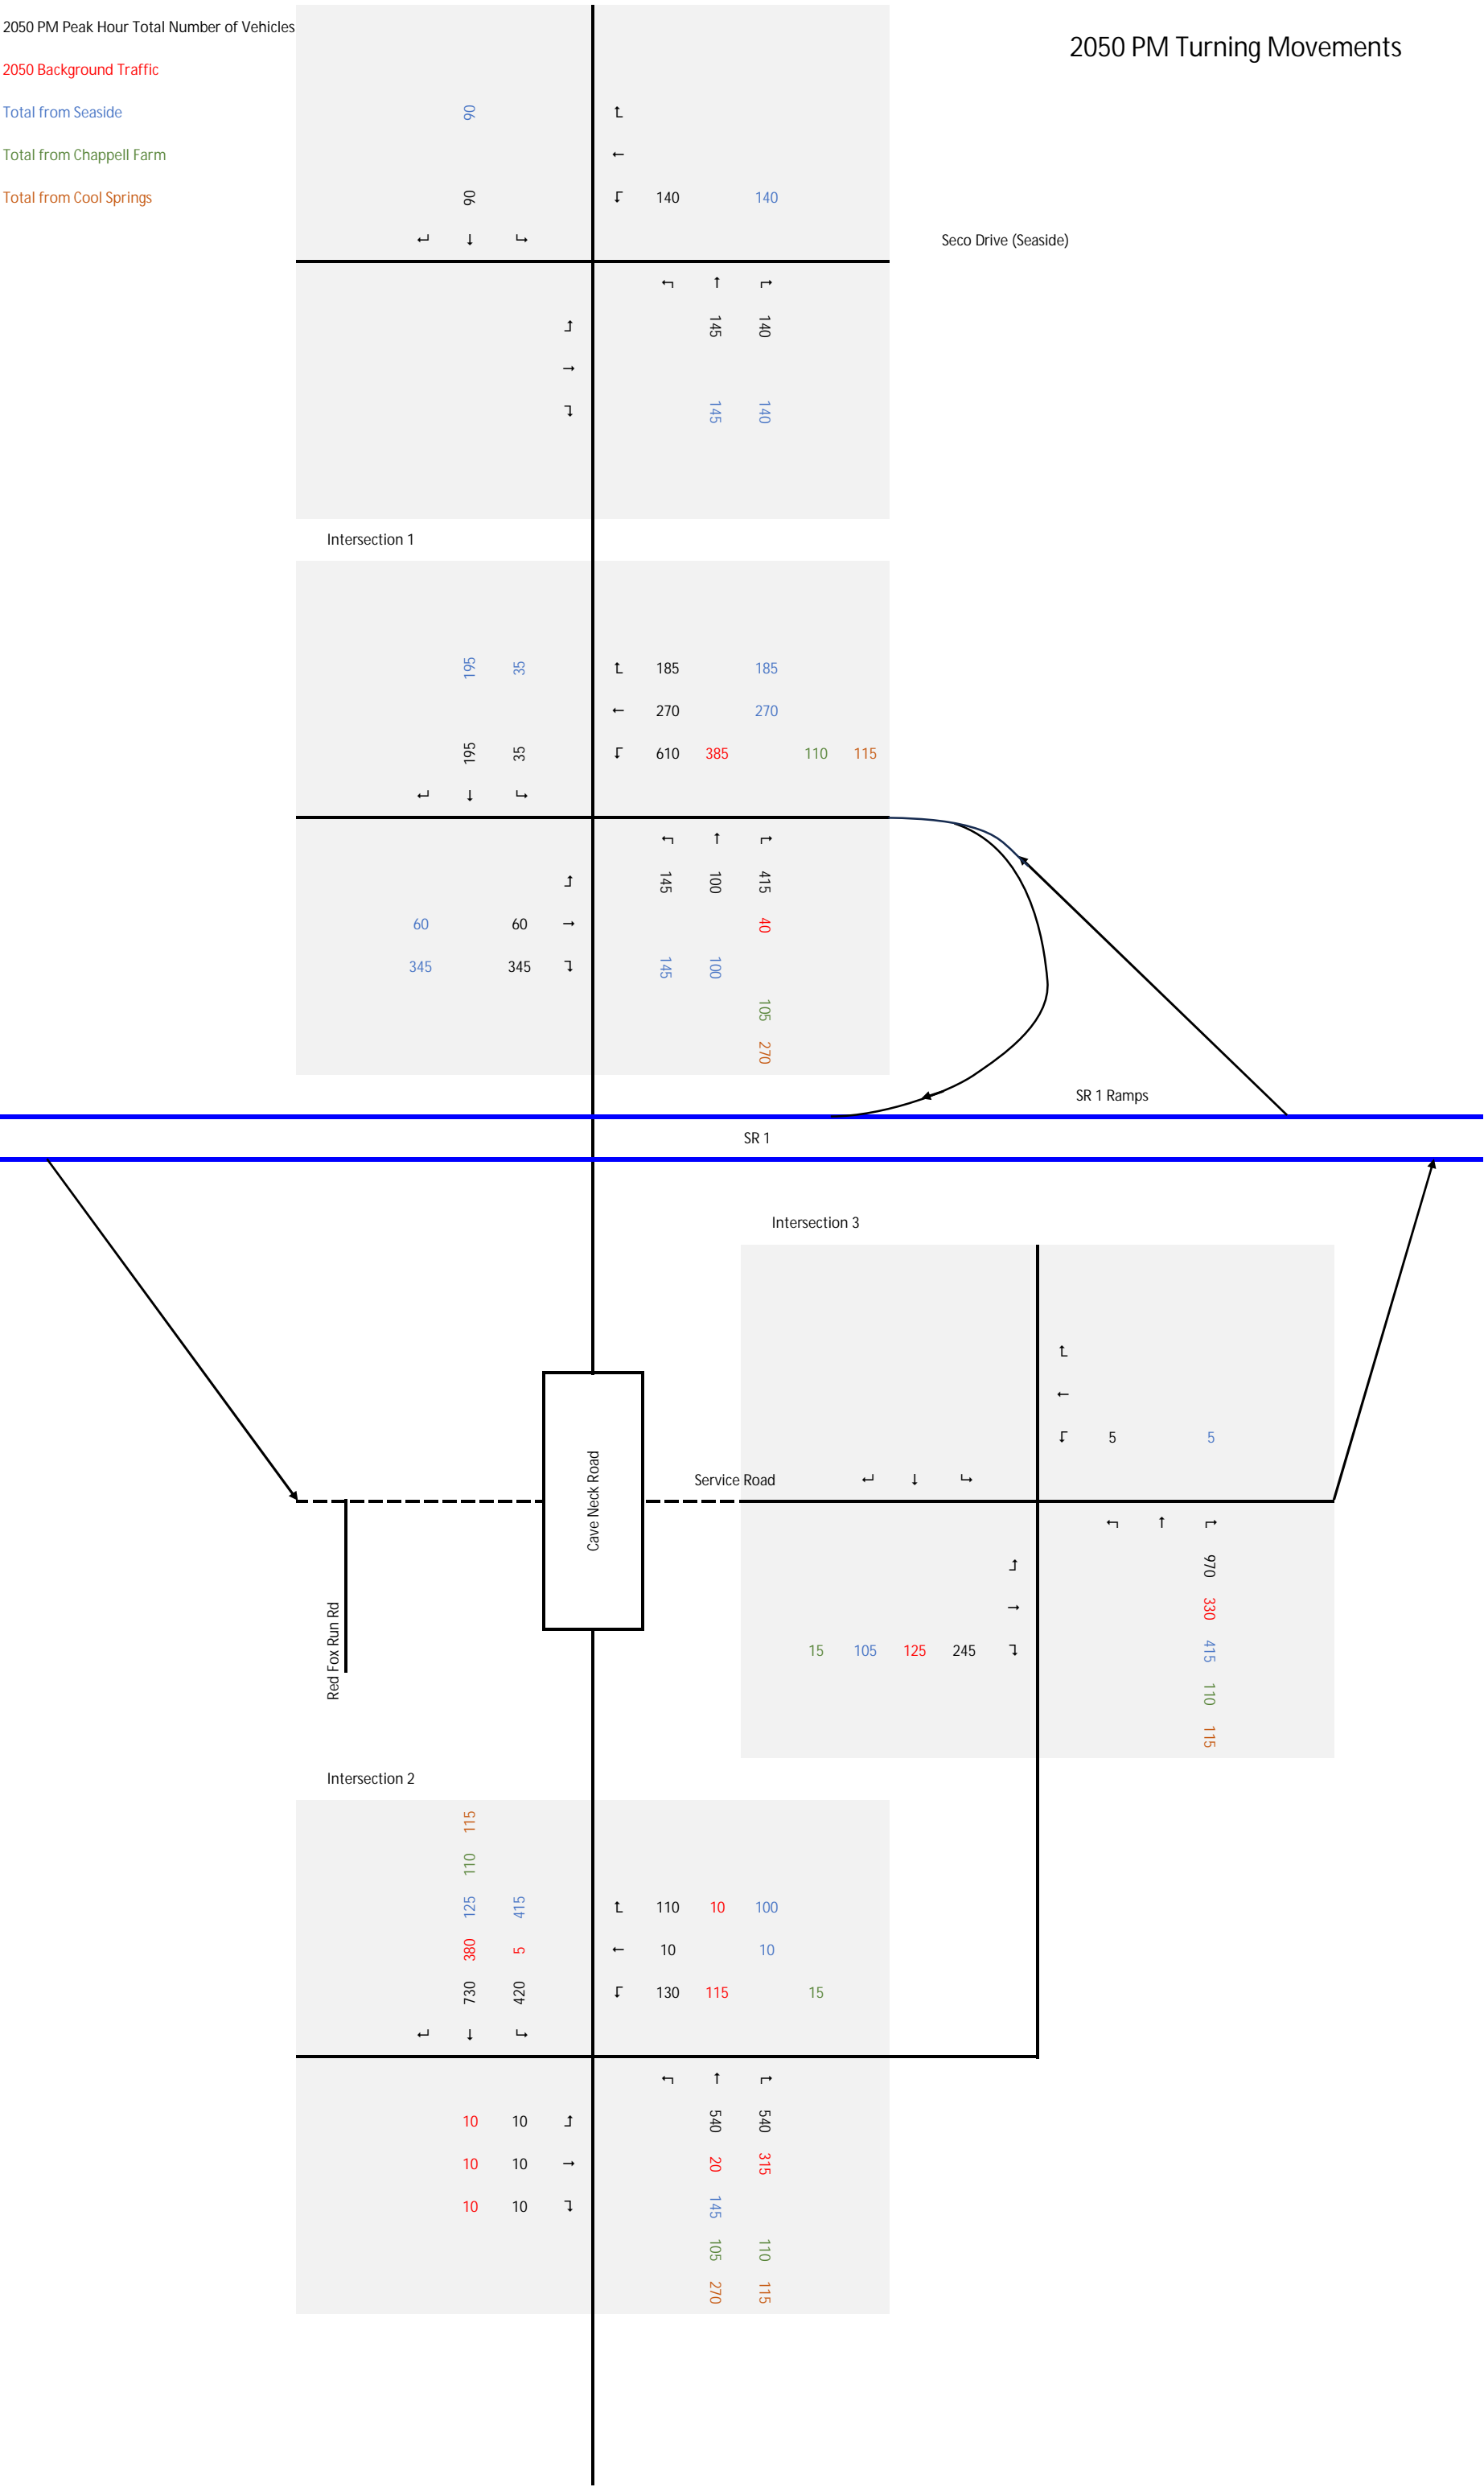 2050 PM Peak Hour Total Number of Vehicles
2050 PM Turning Movements
2050 Background Traffic
Total from Seaside
90
↱
Total from Chappell Farm
←
Total from Cool Springs
90
140 140
Seco Drive (Seaside)
145 140
145 140
Intersection 1
195 35
185 185
270 270
195 35
610 385 110 115
145 100 415
60 60
40
345 345
145 100
105
270
SR 1 Ramps
SR 1
Intersection 3
5 5
Service Road
Cave Neck Road
970
Red Fox Run Rd
330
15 105 125 245
415
110
115
Intersection 2
115
110
125 415
110 10 100
380 5
10 10
730 420
130 115 15
10 10
540 540
10 10
20 315
10 10
145
105 110
270 115